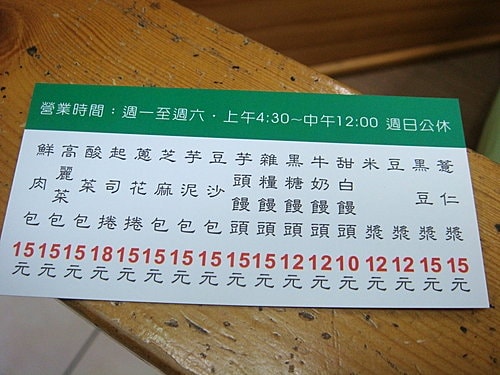 營業時間：週一至週六．上午4:30~中午12:00 週日公休
鮮肉包 15元
高麗菜包 15元
酸菜包 15元
起司捲 18元
蔥花捲 15元
芝麻包 15元
芋泥包 15元
豆沙包 15元
芋頭饅頭 15元
雜糧饅頭 15元
黑糖饅頭 12元
牛奶饅頭 12元
甜白饅頭 10元
米漿 12元
豆漿 12元
黑豆漿 15元
薏仁漿 15元